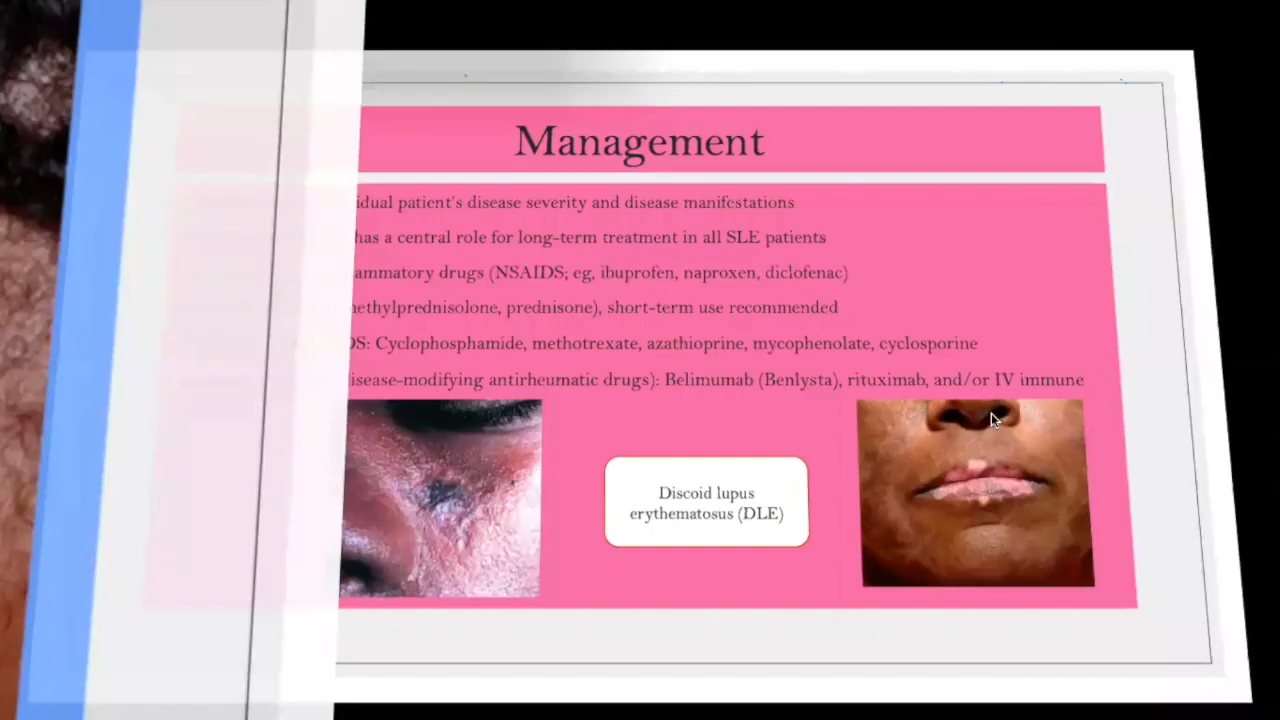 Management
idual patient's disease severity and disease manifestations
has a central role for long-term treatment in all SLE patients
ammatory drugs (NSAIDS; eg, ibuprofen, naproxen, diclofenac)
methylprednisolone, prednisone), short-term use recommended
DS: Cyclophosphamide, methotrexate, azathioprine, mycophenolate, cyclosporine
disease-modifying antirheumatic drugs): Belimumab (Benlysta), rituximab, and/or IV immune
Discoid lupus
erythematosus (DLE)